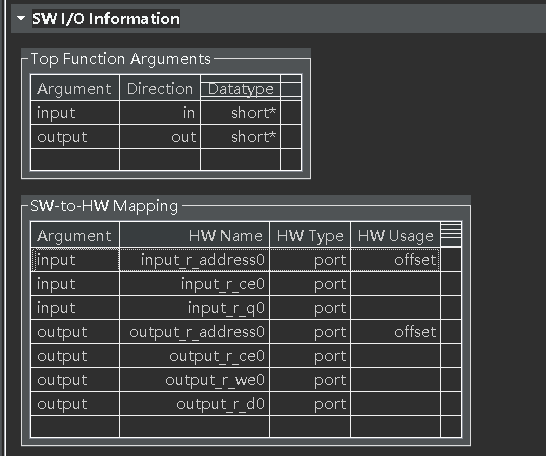 SW I/O Information
Top Function Arguments
Argument Direction Datatype
input in short*
output out short*
SW-to-HW Mapping
Argument HW Name HW Type HW Usage
input input_r_address0 port offset
input input_r_ce0 port
input input_r_q0 port
output output_r_address0 port offset
output output_r_ce0 port
output output_r_we0 port
output output_r_d0 port